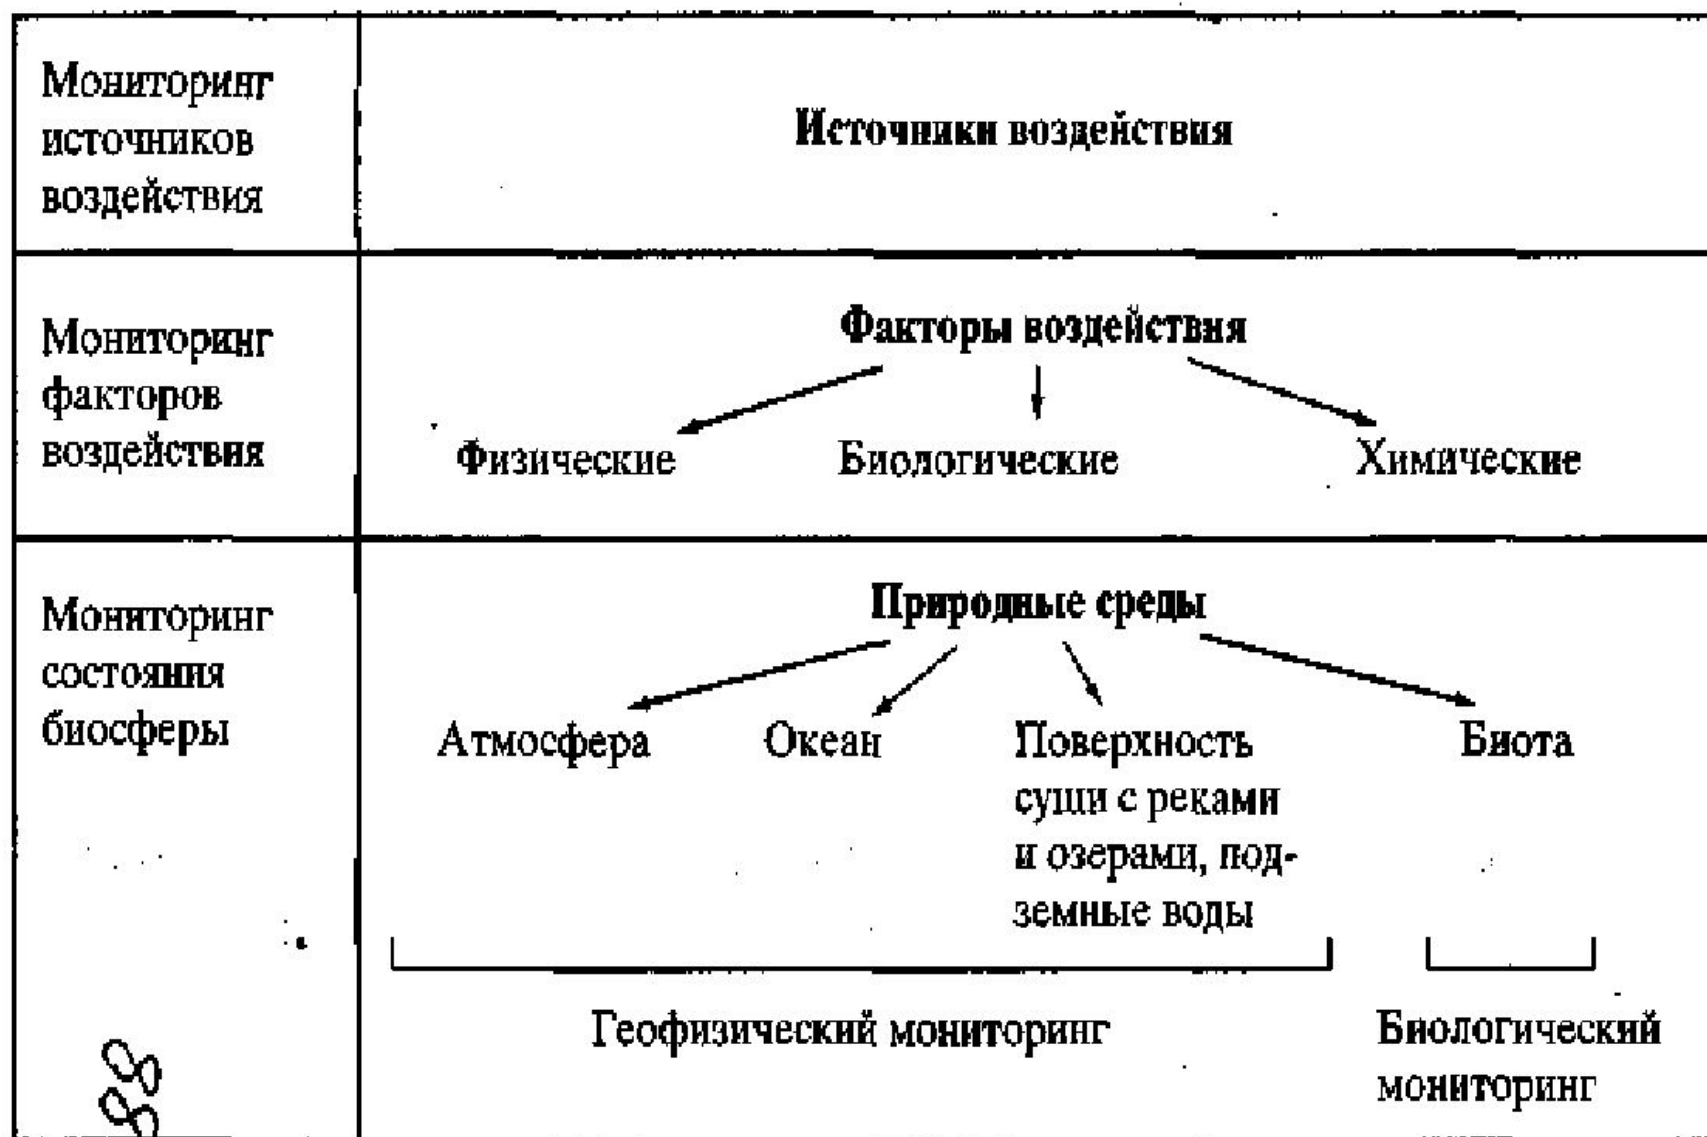 Мониторинг
источников
воздействия
Источники воздействия
Мониторинг
факторов
воздействия
Факторы воздействия
Физические
Биологические
Химические
Мониторинг
состояния
биосферы
Природные среды
Атмосфера
Океан
Поверхность
суши с реками
и озерами, под-
земные воды
Биота
Геофизический мониторинг
Биологический
мониторинг
88